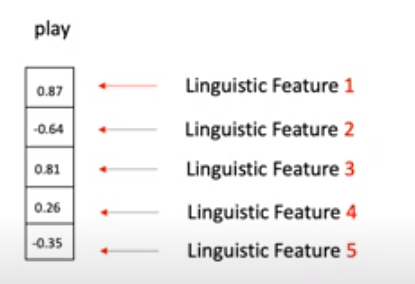 play
0.87 Linguistic Feature 1
-0.64 Linguistic Feature 2
0.81 Linguistic Feature 3
0.26 Linguistic Feature 4
-0.35 Linguistic Feature 5